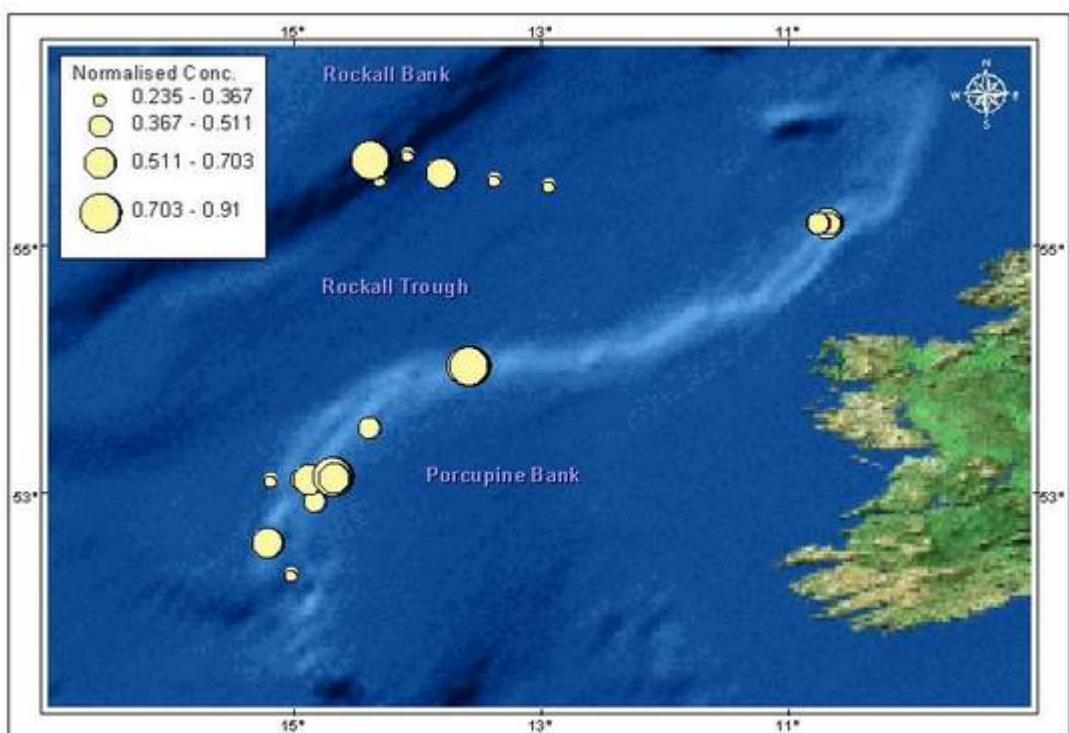 15° 13° 11°
Normalised Conc.
0.235 - 0.367
0.367 - 0.511
0.511 - 0.703
0.703 - 0.91
Rockall Bank
N
W E
S
55° 55°
Rockall Trough
Porcupine Bank
53° 53°
15° 13° 11°